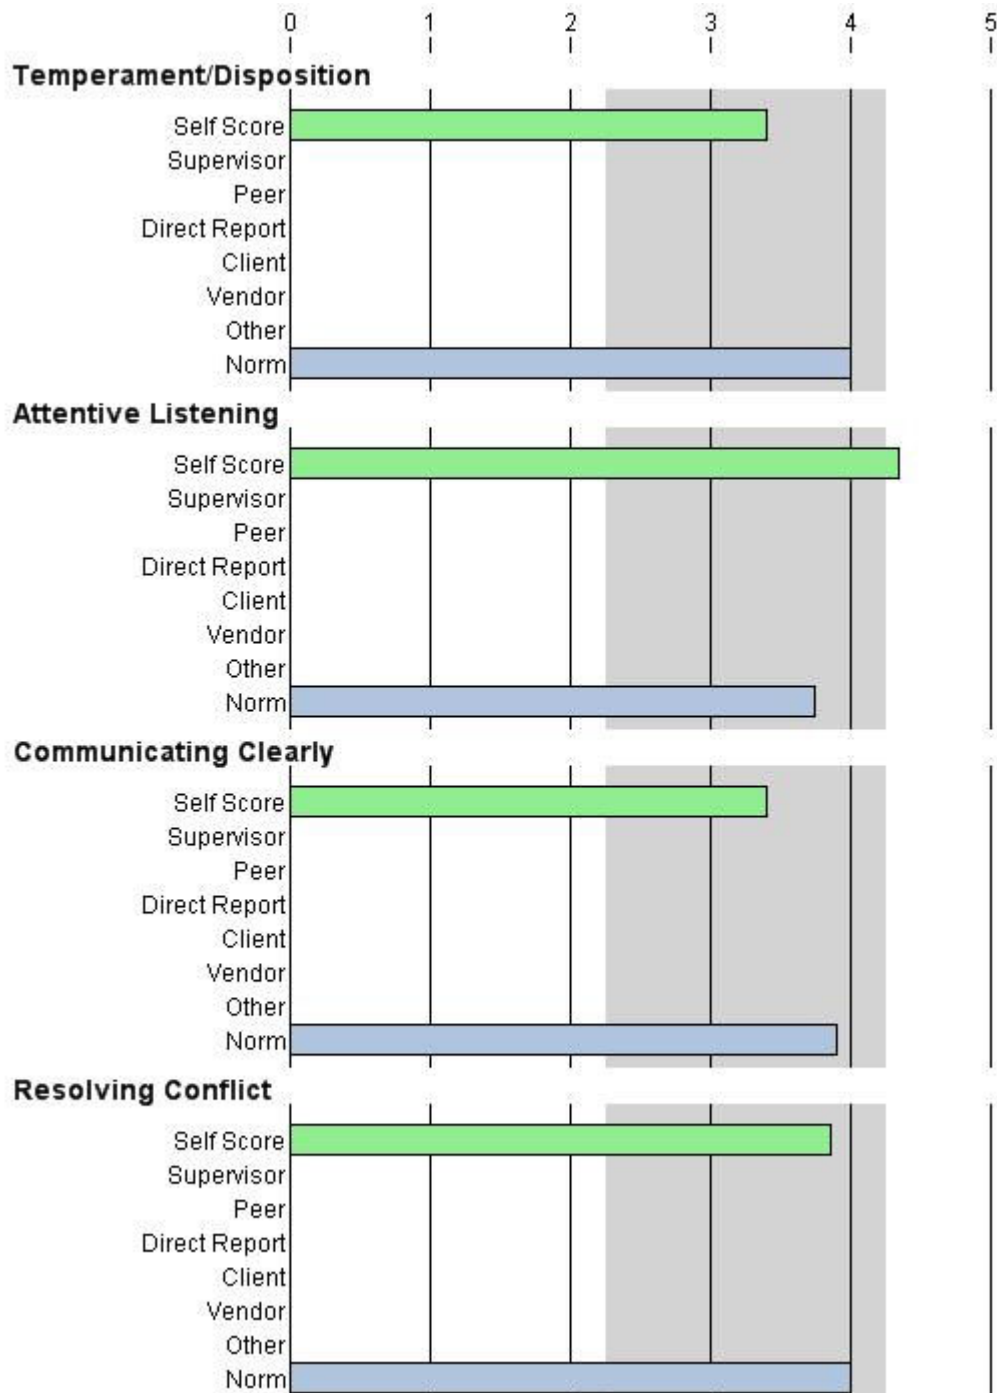 0 1 2 3 4 5
Temperament/Disposition
Self Score
Supervisor
Peer
Direct Report
Client
Vendor
Other
Norm
Attentive Listening
Self Score
Supervisor
Peer
Direct Report
Client
Vendor
Other
Norm
Communicating Clearly
Self Score
Supervisor
Peer
Direct Report
Client
Vendor
Other
Norm
Resolving Conflict
Self Score
Supervisor
Peer
Direct Report
Client
Vendor
Other
Norm